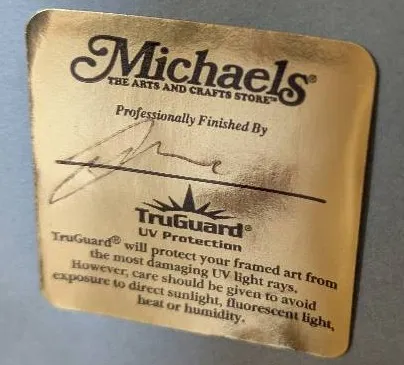 Michaels®
THE ARTS AND CRAFTS STORE™
Professionally Finished By
TruGuard®
UV Protection
TruGuard® will protect your framed art from
the most damaging UV light rays.
However, care should be given to avoid
exposure to direct sunlight, fluorescent light,
heat or humidity.